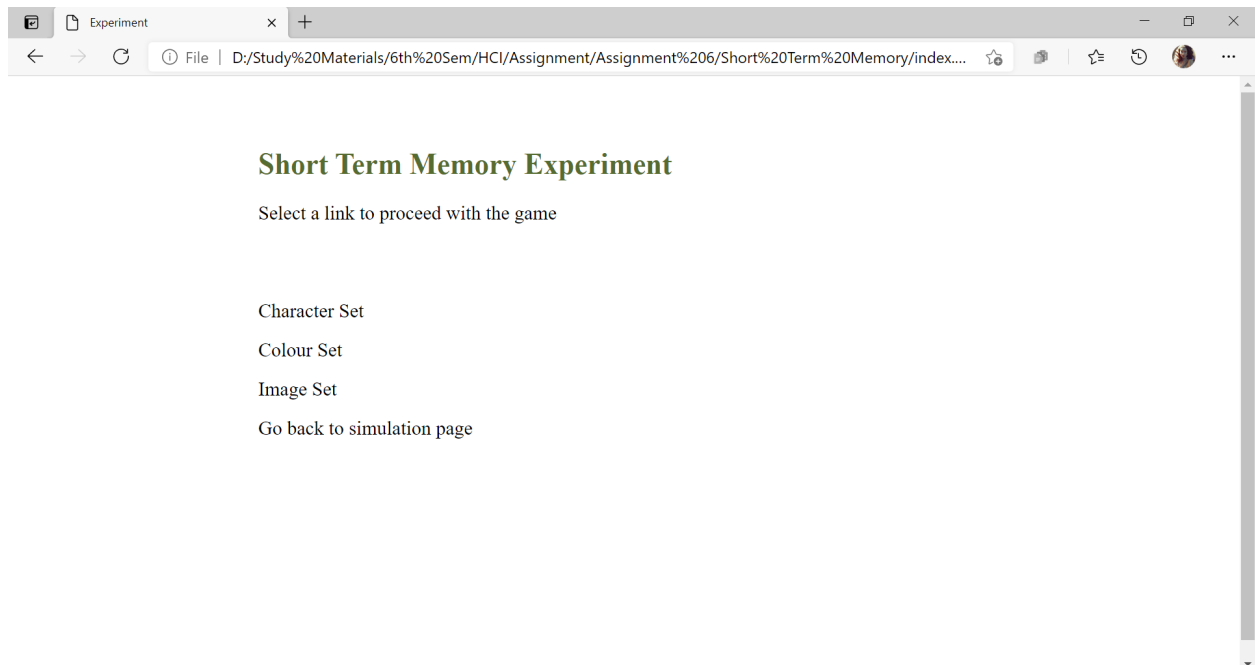 Experiment
File
D:/Study%20Materials/6th%20Sem/HCI/Assignment/Assignment%206/Short%20Term%20Memory/index....
Short Term Memory Experiment
Select a link to proceed with the game
Character Set
Colour Set
Image Set
Go back to simulation page